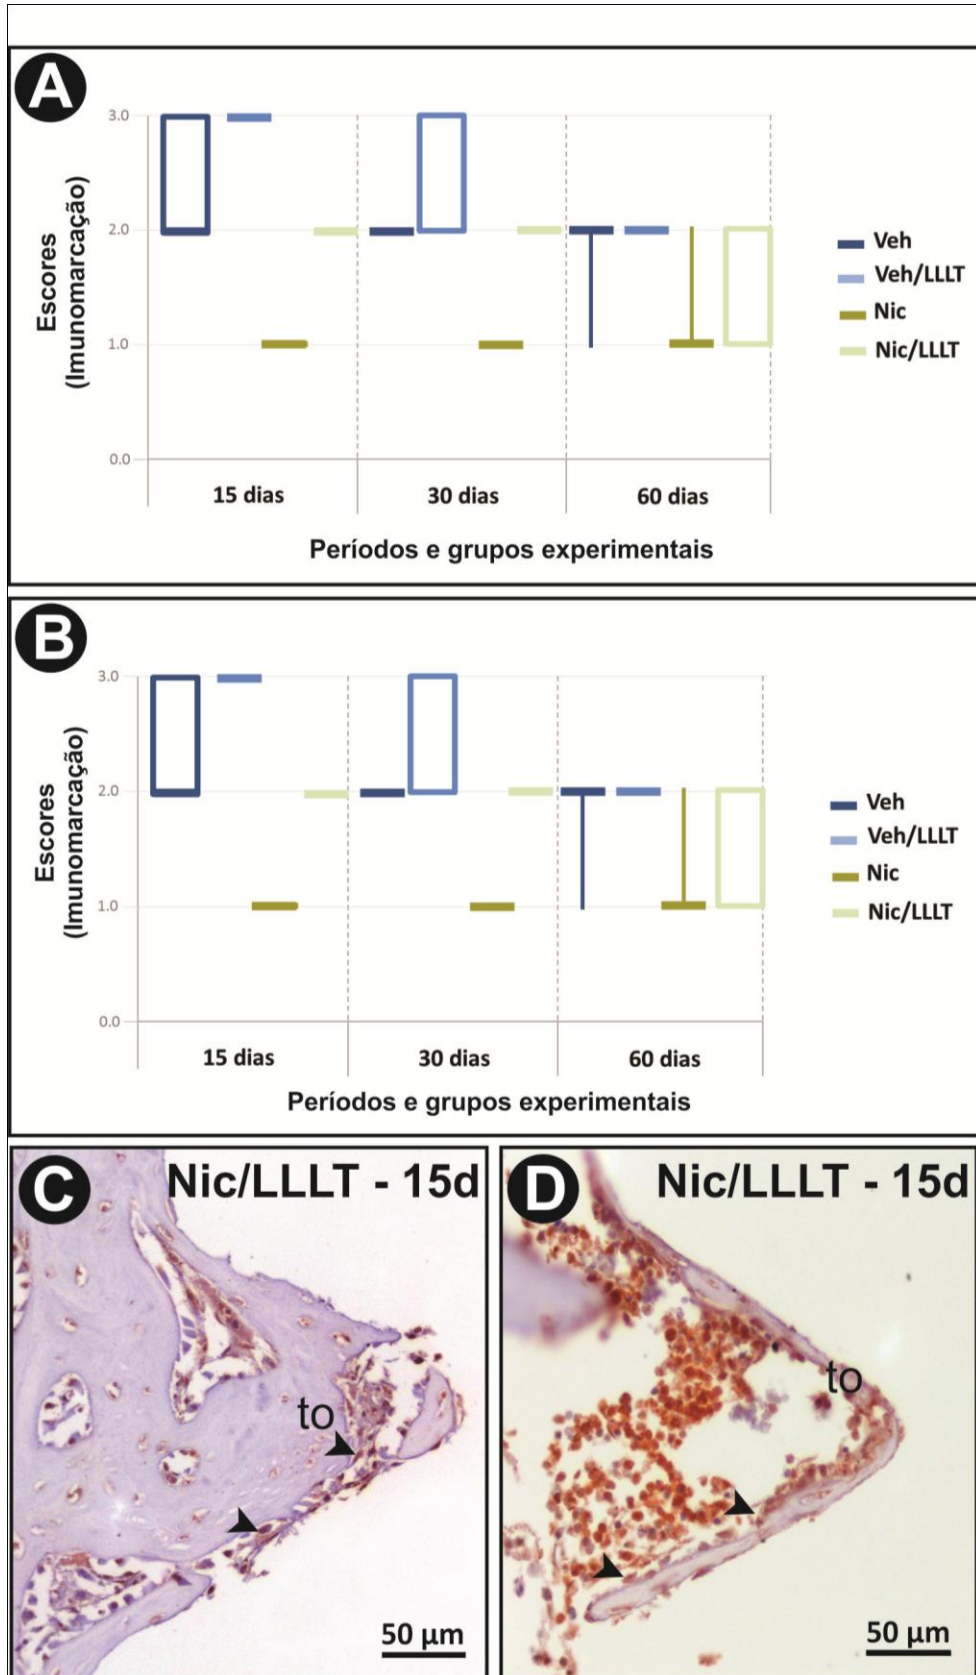 A
3.0
2.0
1.0
0.0
Escores
(Imunomarcação)
15 dias
30 dias
60 dias
Períodos e grupos experimentais
Veh
Veh/LLLT
Nic
Nic/LLLT
B
3.0
2.0
1.0
0.0
Escores
(Imunomarcação)
15 dias
30 dias
60 dias
Períodos e grupos experimentais
Veh
Veh/LLLT
Nic
Nic/LLLT
C
Nic/LLLT - 15d
to
50 µm
D
Nic/LLLT - 15d
to
50 µm